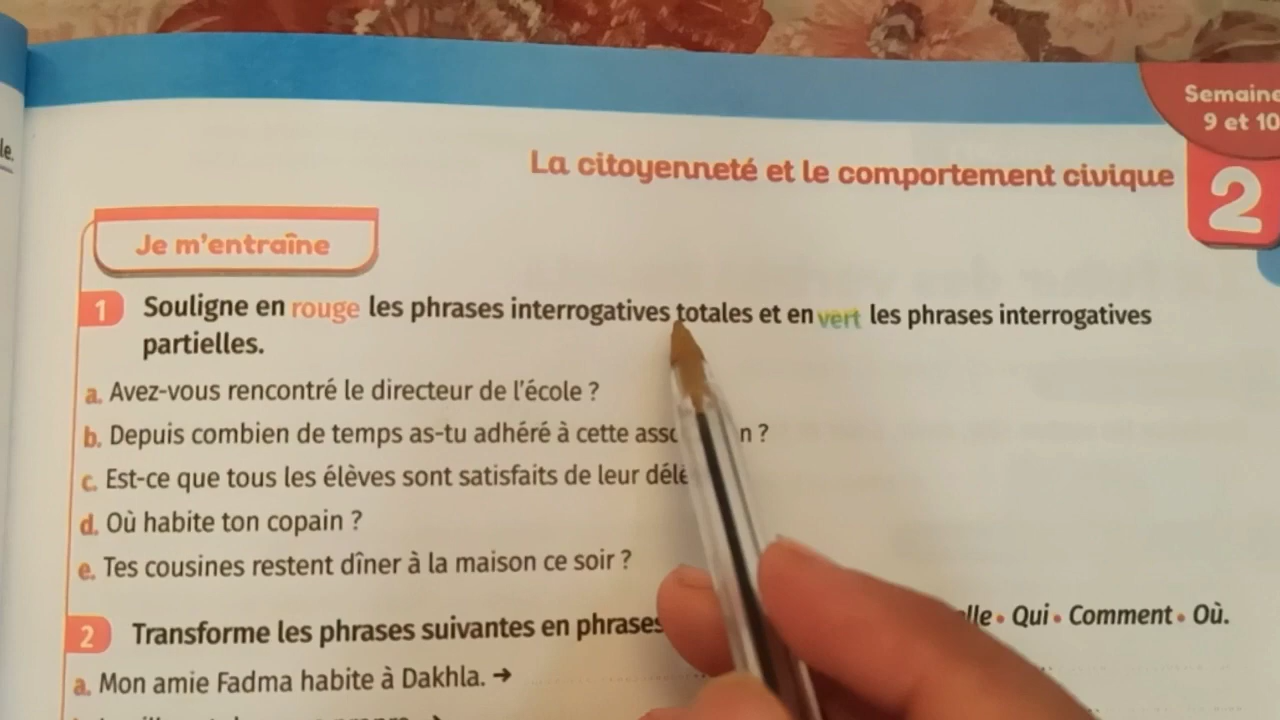 le.
Semaine
9 et 10
2
La citoyenneté et le comportement civique
Je m'entraîne
1 Souligne en rouge les phrases interrogatives totales et en vert les phrases interrogatives
partielles.
a. Avez-vous rencontré le directeur de l'école ?
b. Depuis combien de temps as-tu adhéré à cette n ?
c. Est-ce que tous les élèves sont satisfaits de leur
d. Où habite ton copain ?
e. Tes cousines restent dîner à la maison ce soir ?
2 Transforme les phrases suivantes en phrases lle • Qui • Comment • Où.
a. Mon amie Fadma habite à Dakhla. →